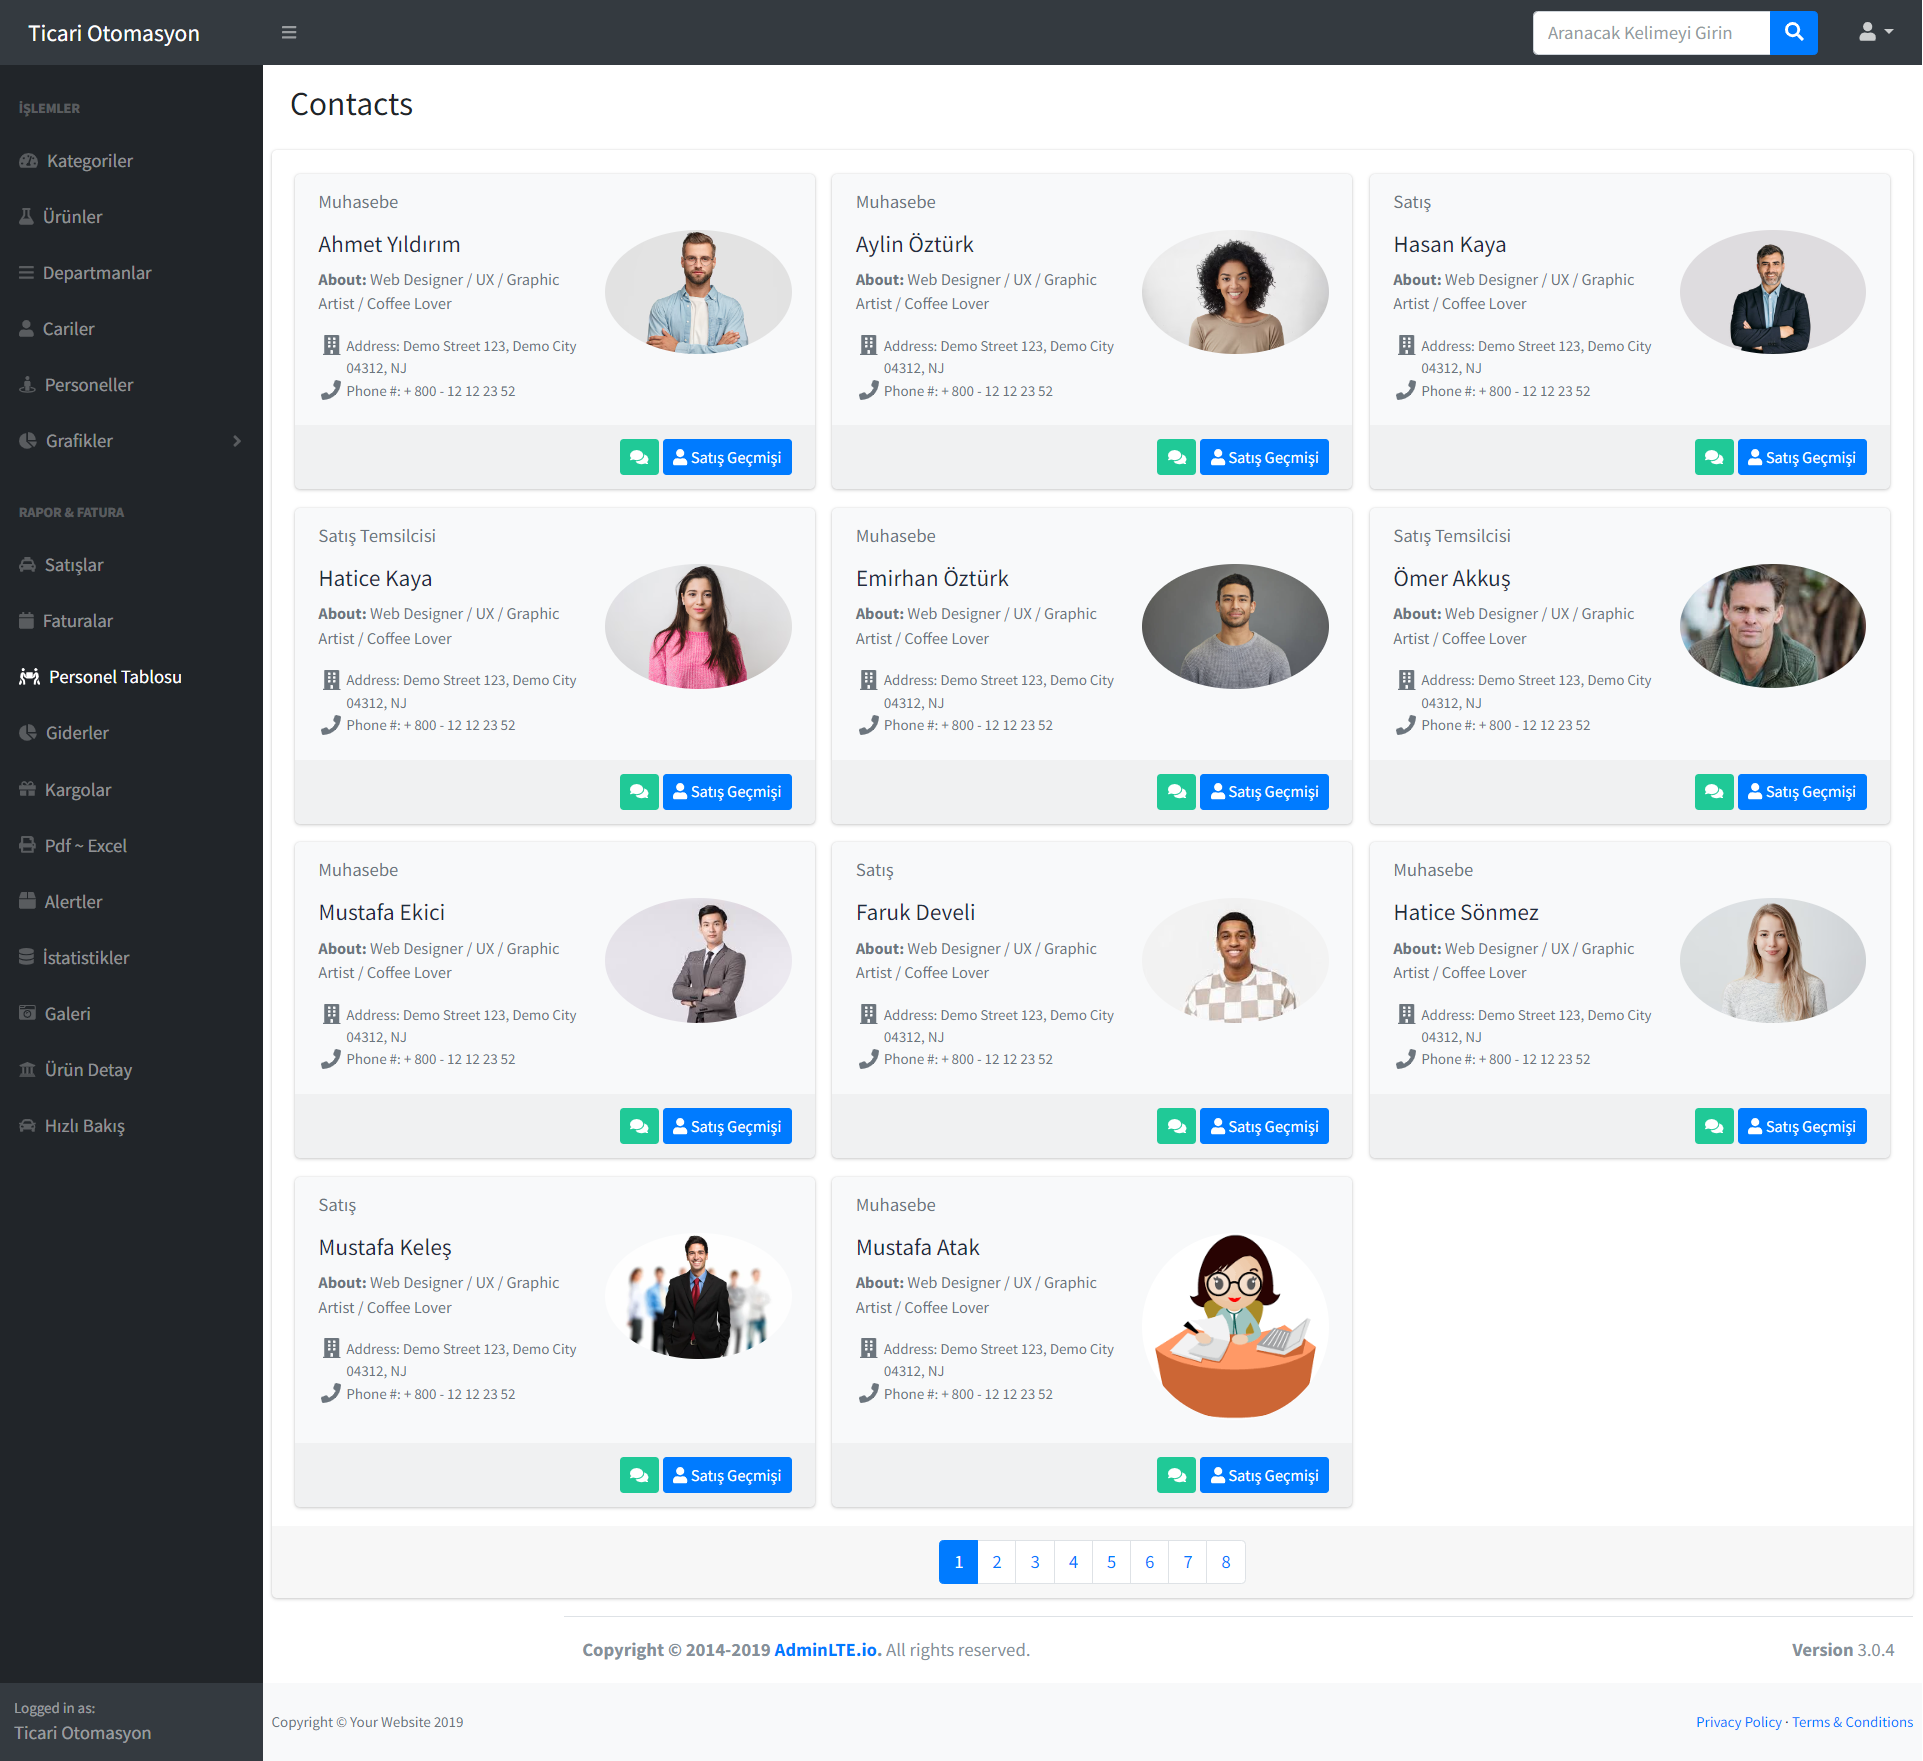 Ticari Otomasyon
Aranacak Kelimeyi Girin
İŞLEMLER
Kategoriler
Ürünler
Departmanlar
Cariler
Personeller
Grafikler
RAPOR & FATURA
Satışlar
Faturalar
Personel Tablosu
Giderler
Kargolar
Pdf ~ Excel
Alertler
İstatistikler
Galeri
Ürün Detay
Hızlı Bakış
Logged in as:
Ticari Otomasyon
Contacts
Muhasebe
Ahmet Yıldırım
About: Web Designer / UX / Graphic
Artist / Coffee Lover
Address: Demo Street 123, Demo City
04312, NJ
Phone #: + 800 - 12 12 23 52
Satış Geçmişi
Muhasebe
Aylin Öztürk
About: Web Designer / UX / Graphic
Artist / Coffee Lover
Address: Demo Street 123, Demo City
04312, NJ
Phone #: + 800 - 12 12 23 52
Satış Geçmişi
Satış
Hasan Kaya
About: Web Designer / UX / Graphic
Artist / Coffee Lover
Address: Demo Street 123, Demo City
04312, NJ
Phone #: + 800 - 12 12 23 52
Satış Geçmişi
Satış Temsilcisi
Hatice Kaya
About: Web Designer / UX / Graphic
Artist / Coffee Lover
Address: Demo Street 123, Demo City
04312, NJ
Phone #: + 800 - 12 12 23 52
Satış Geçmişi
Muhasebe
Emirhan Öztürk
About: Web Designer / UX / Graphic
Artist / Coffee Lover
Address: Demo Street 123, Demo City
04312, NJ
Phone #: + 800 - 12 12 23 52
Satış Geçmişi
Satış Temsilcisi
Ömer Akkuş
About: Web Designer / UX / Graphic
Artist / Coffee Lover
Address: Demo Street 123, Demo City
04312, NJ
Phone #: + 800 - 12 12 23 52
Satış Geçmişi
Muhasebe
Mustafa Ekici
About: Web Designer / UX / Graphic
Artist / Coffee Lover
Address: Demo Street 123, Demo City
04312, NJ
Phone #: + 800 - 12 12 23 52
Satış Geçmişi
Satış
Faruk Develi
About: Web Designer / UX / Graphic
Artist / Coffee Lover
Address: Demo Street 123, Demo City
04312, NJ
Phone #: + 800 - 12 12 23 52
Satış Geçmişi
Muhasebe
Hatice Sönmez
About: Web Designer / UX / Graphic
Artist / Coffee Lover
Address: Demo Street 123, Demo City
04312, NJ
Phone #: + 800 - 12 12 23 52
Satış Geçmişi
Satış
Mustafa Keleş
About: Web Designer / UX / Graphic
Artist / Coffee Lover
Address: Demo Street 123, Demo City
04312, NJ
Phone #: + 800 - 12 12 23 52
Satış Geçmişi
Muhasebe
Mustafa Atak
About: Web Designer / UX / Graphic
Artist / Coffee Lover
Address: Demo Street 123, Demo City
04312, NJ
Phone #: + 800 - 12 12 23 52
Satış Geçmişi
1 2 3 4 5 6 7 8
Copyright © 2014-2019 AdminLTE.io. All rights reserved.
Version 3.0.4
Copyright © Your Website 2019
Privacy Policy · Terms & Conditions